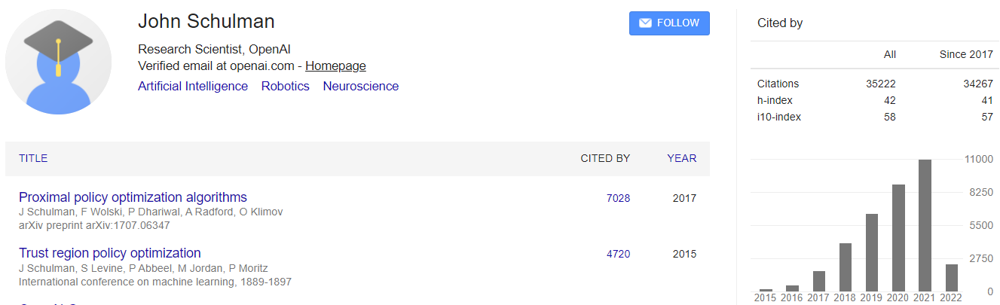 John Schulman
FOLLOW
Research Scientist, OpenAI
Verified email at openai.com - Homepage
Artificial Intelligence Robotics Neuroscience
TITLE CITED BY YEAR
Proximal policy optimization algorithms 7028 2017
J Schulman, F Wolski, P Dhariwal, A Radford, O Klimov
arXiv preprint arXiv:1707.06347
Trust region policy optimization 4720 2015
J Schulman, S Levine, P Abbeel, M Jordan, P Moritz
International conference on machine learning, 1889-1897
Cited by
All Since 2017
Citations 35222 34267
h-index 42 41
i10-index 58 57
11000
8250
5500
2750
0
2015 2016 2017 2018 2019 2020 2021 2022